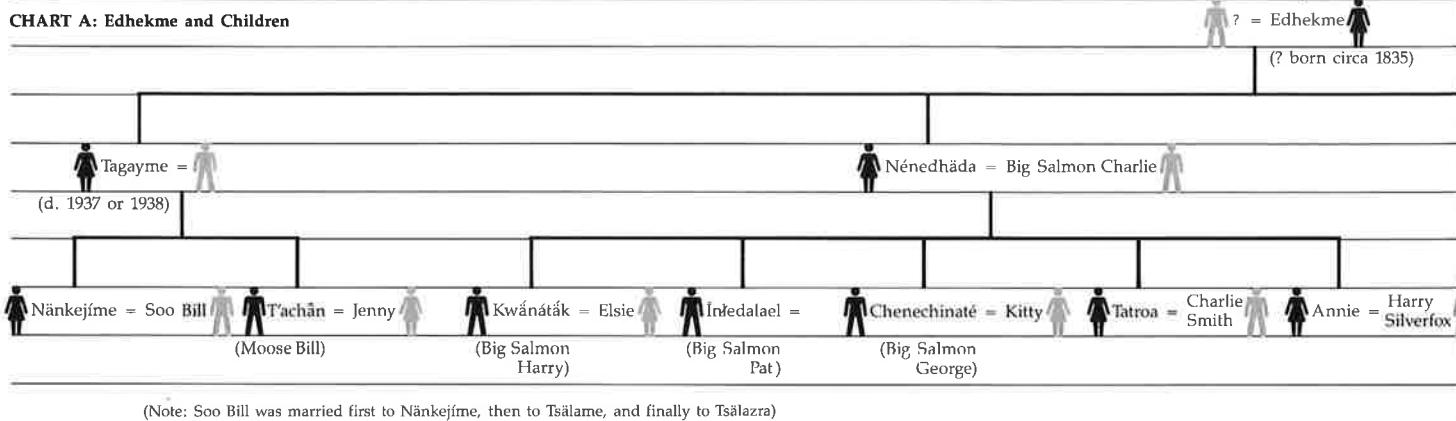 CHART A: Edhekme and Children
? = Edhekme
(? born circa 1835)
Tagayme =
Nénedhäda = Big Salmon Charlie
(d. 1937 or 1938)
Nänkejíme = Soo Bill
T'achān = Jenny
Kwä́nátä́k = Elsie
Chenechinaté = Kitty
Tatroa = Charlie Smith
Annie = Harry Silverfox
(Moose Bill)
(Big Salmon Harry)
(Big Salmon Pat)
(Big Salmon George)
(Note: Soo Bill was married first to Nänkejíme, then to Tsälame, and finally to Tsälazra)